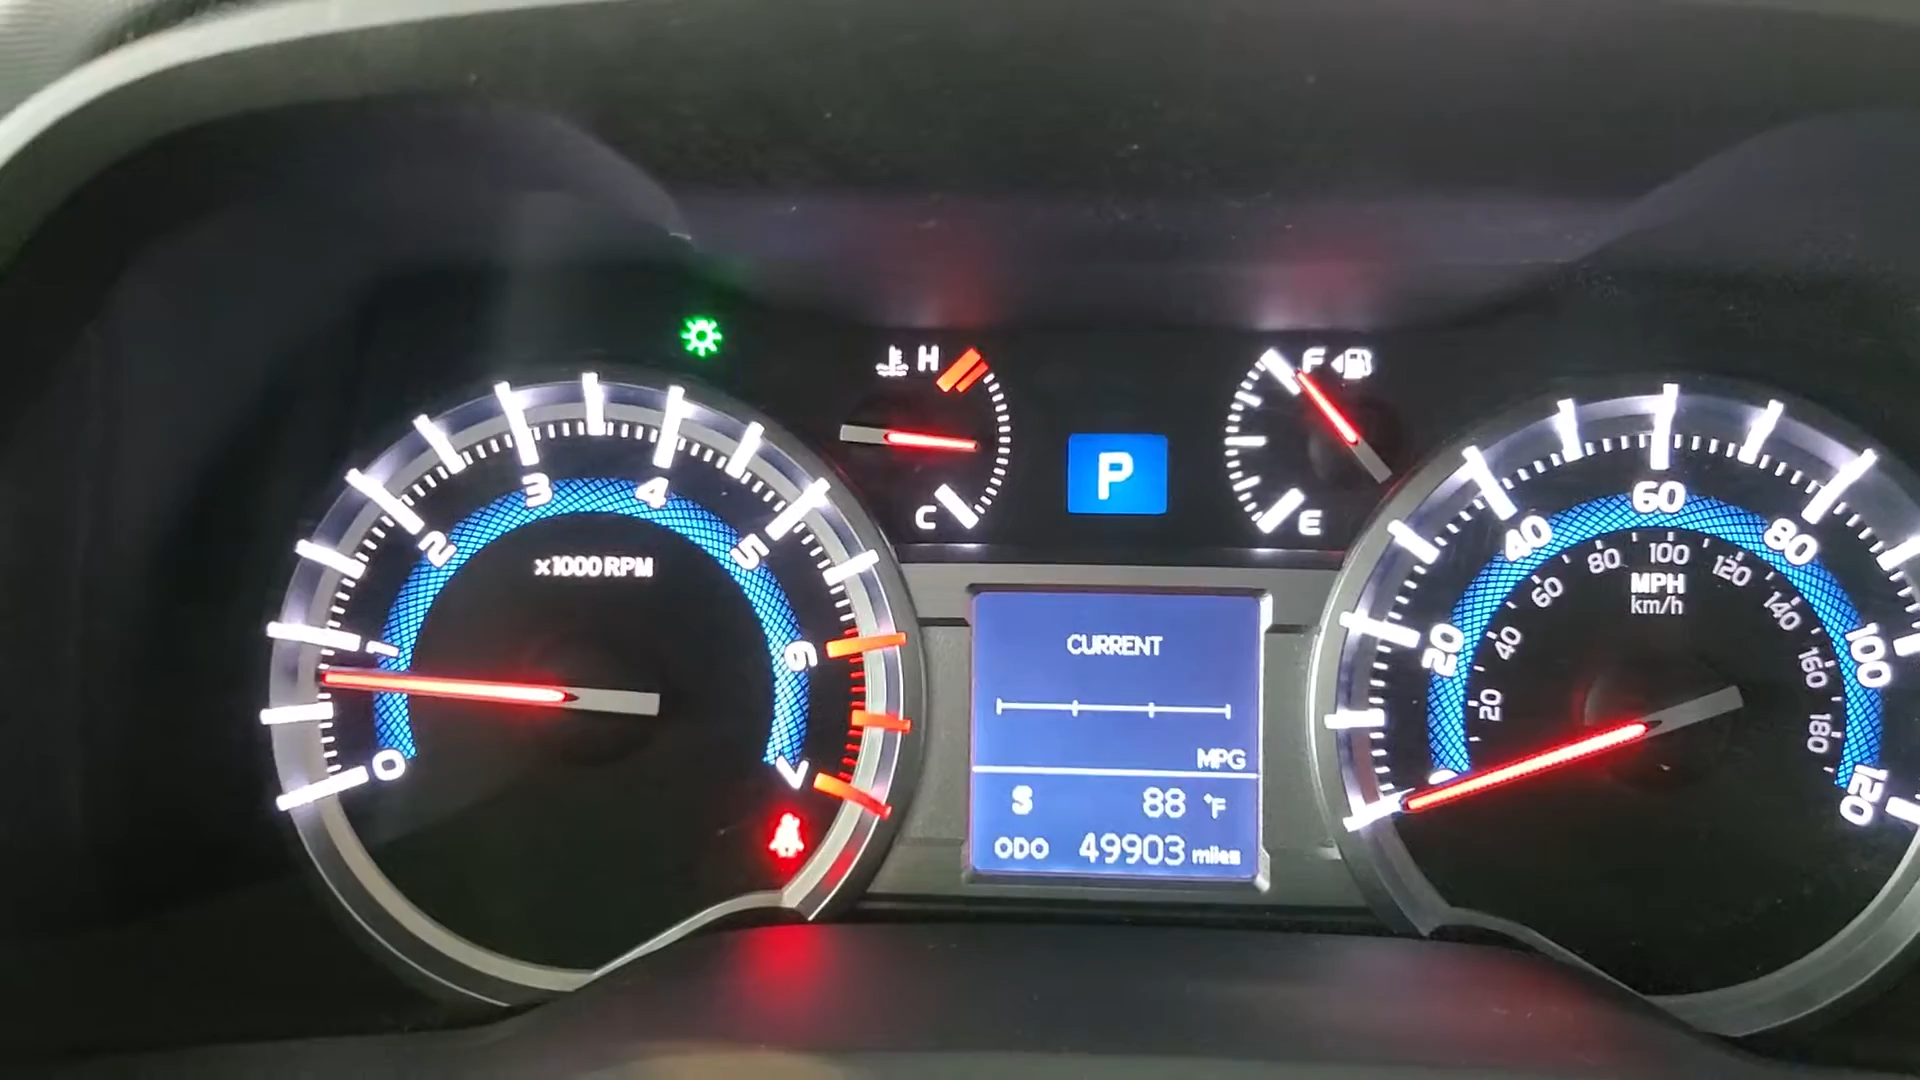 H
F
C
E
P
0 1 2 3 4 5 6 7
x1000 RPM
20 40 60 80 100 120
MPH
km/h
20 40 60 80 100 120 140 160 180
CURRENT
MPG
88 °F
ODO 49903 miles